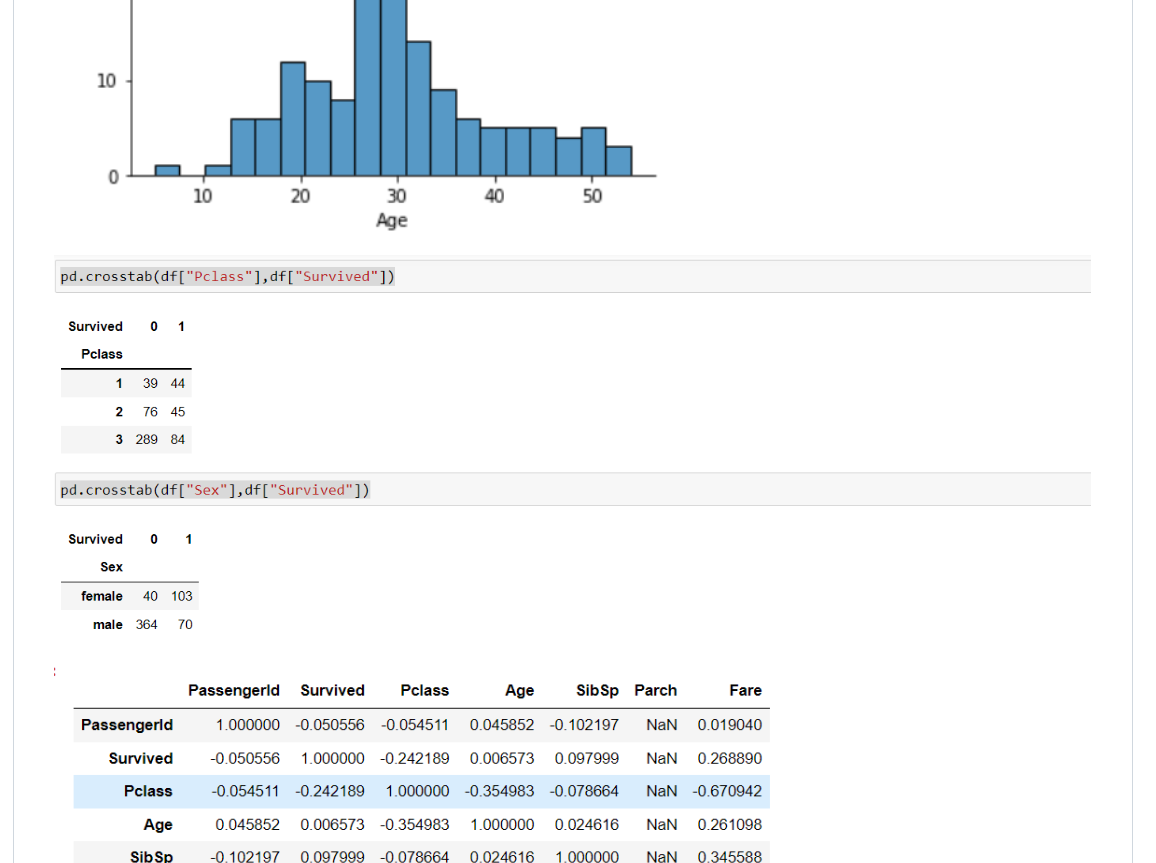 10
0
10 20 30 40 50
Age
pd.crosstab(df["Pclass"],df["Survived"])
Survived 0 1
Pclass
1 39 44
2 76 45
3 289 84
pd.crosstab(df["Sex"],df["Survived"])
Survived 0 1
Sex
female 40 103
male 364 70
:
PassengerId Survived Pclass Age SibSp Parch Fare
PassengerId 1.000000 -0.050556 -0.054511 0.045852 -0.102197 NaN 0.019040
Survived -0.050556 1.000000 -0.242189 0.006573 0.097999 NaN 0.268890
Pclass -0.054511 -0.242189 1.000000 -0.354983 -0.078664 NaN -0.670942
Age 0.045852 0.006573 -0.354983 1.000000 0.024616 NaN 0.261098
SibSp -0.102197 0.097999 -0.078664 0.024616 1.000000 NaN 0.345588